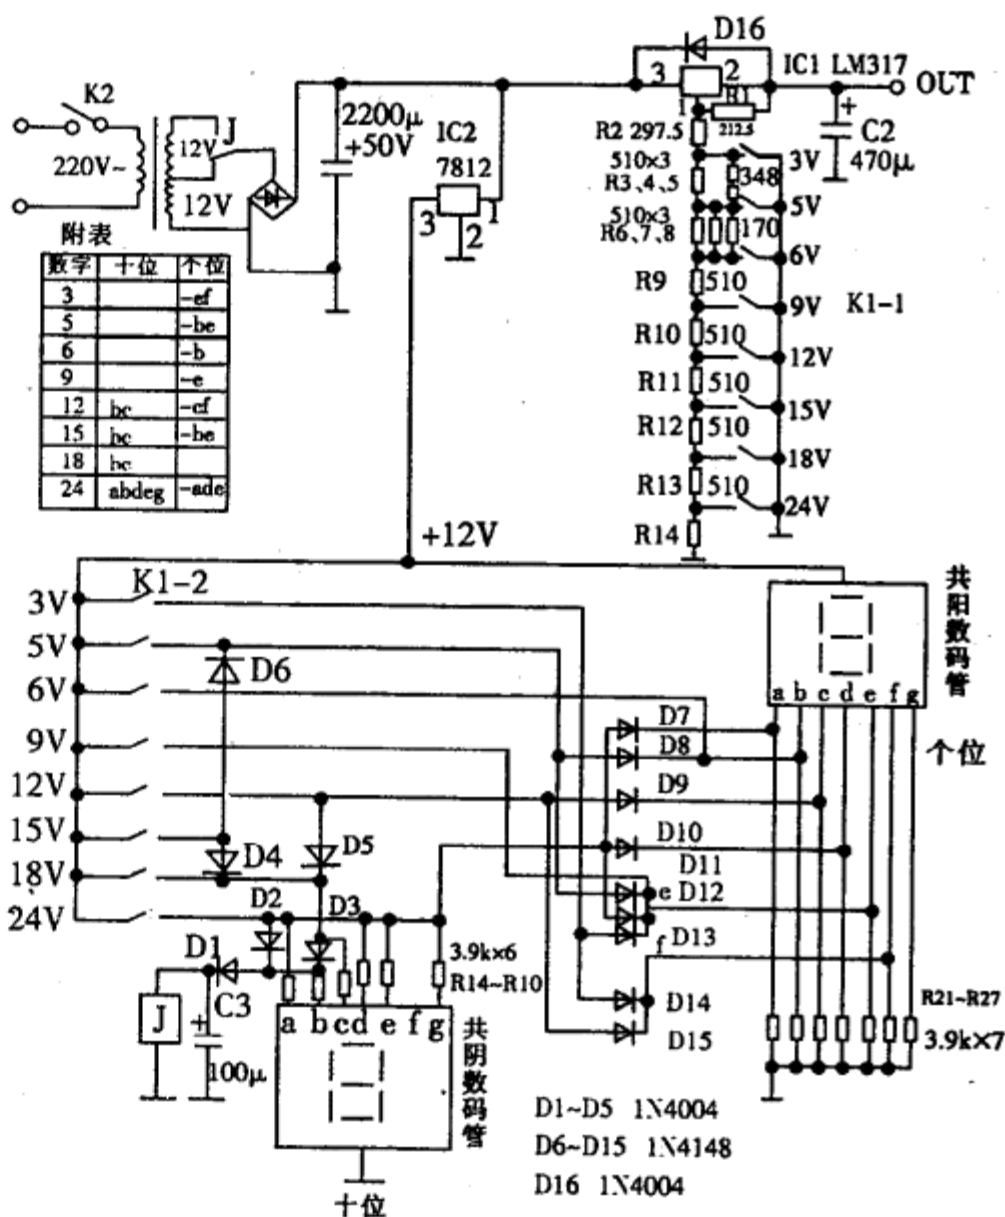 D16
3
2
IC1 LM317
OUT
K2
J
12V
220V~
12V
2200μ
+50V
IC2
7812
3
1
2
1
R1
212.5
R2 297.5
+
C2
470μ
510×3
R3、4、5
348
3V
5V
510×3
R6、7、8
170
6V
R9 510
9V
K1-1
R10 510
12V
R11 510
15V
R12 510
18V
R13 510
24V
R14
附表
数字 十位 个位
3 -ef
5 -be
6 -b
9 -e
12 bc -cf
15 bc -be
18 bc
24 abdeg -ade
+12V
K1-2
3V
5V
6V
9V
12V
15V
18V
24V
D6
D4
D5
D2
D3
D1
C3
+
100μ
J
3.9k×6
R14~R10
a b c d e f g
共阴数码管
十位
D7
D8
D9
D10
D11
e D12
f D13
D14
D15
共阳数码管
a b c d e f g
个位
R21~R27
3.9k×7
D1~D5 1N4004
D6~D15 1N4148
D16 1N4004